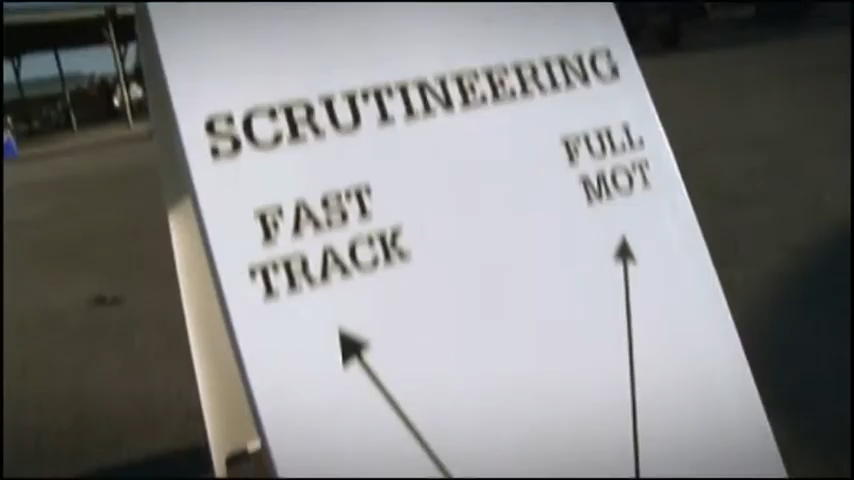 SCRUTINEERING
FAST
TRACK
FULL
MOT